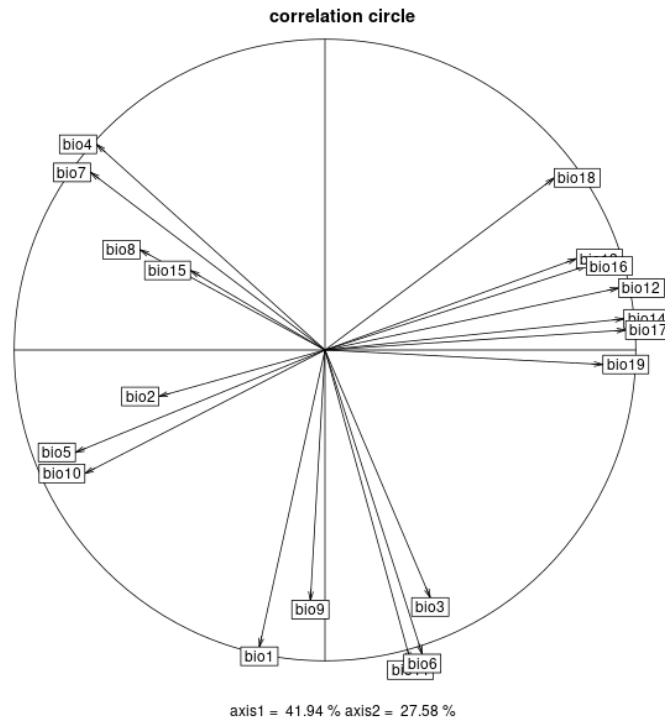 correlation circle
bio4
bio7
bio18
bio8
bio15
bio16
bio12
bio14
bio17
bio19
bio2
bio5
bio10
bio3
bio9
bio1
bio6
axis1 = 41.94 % axis2 = 27.58 %